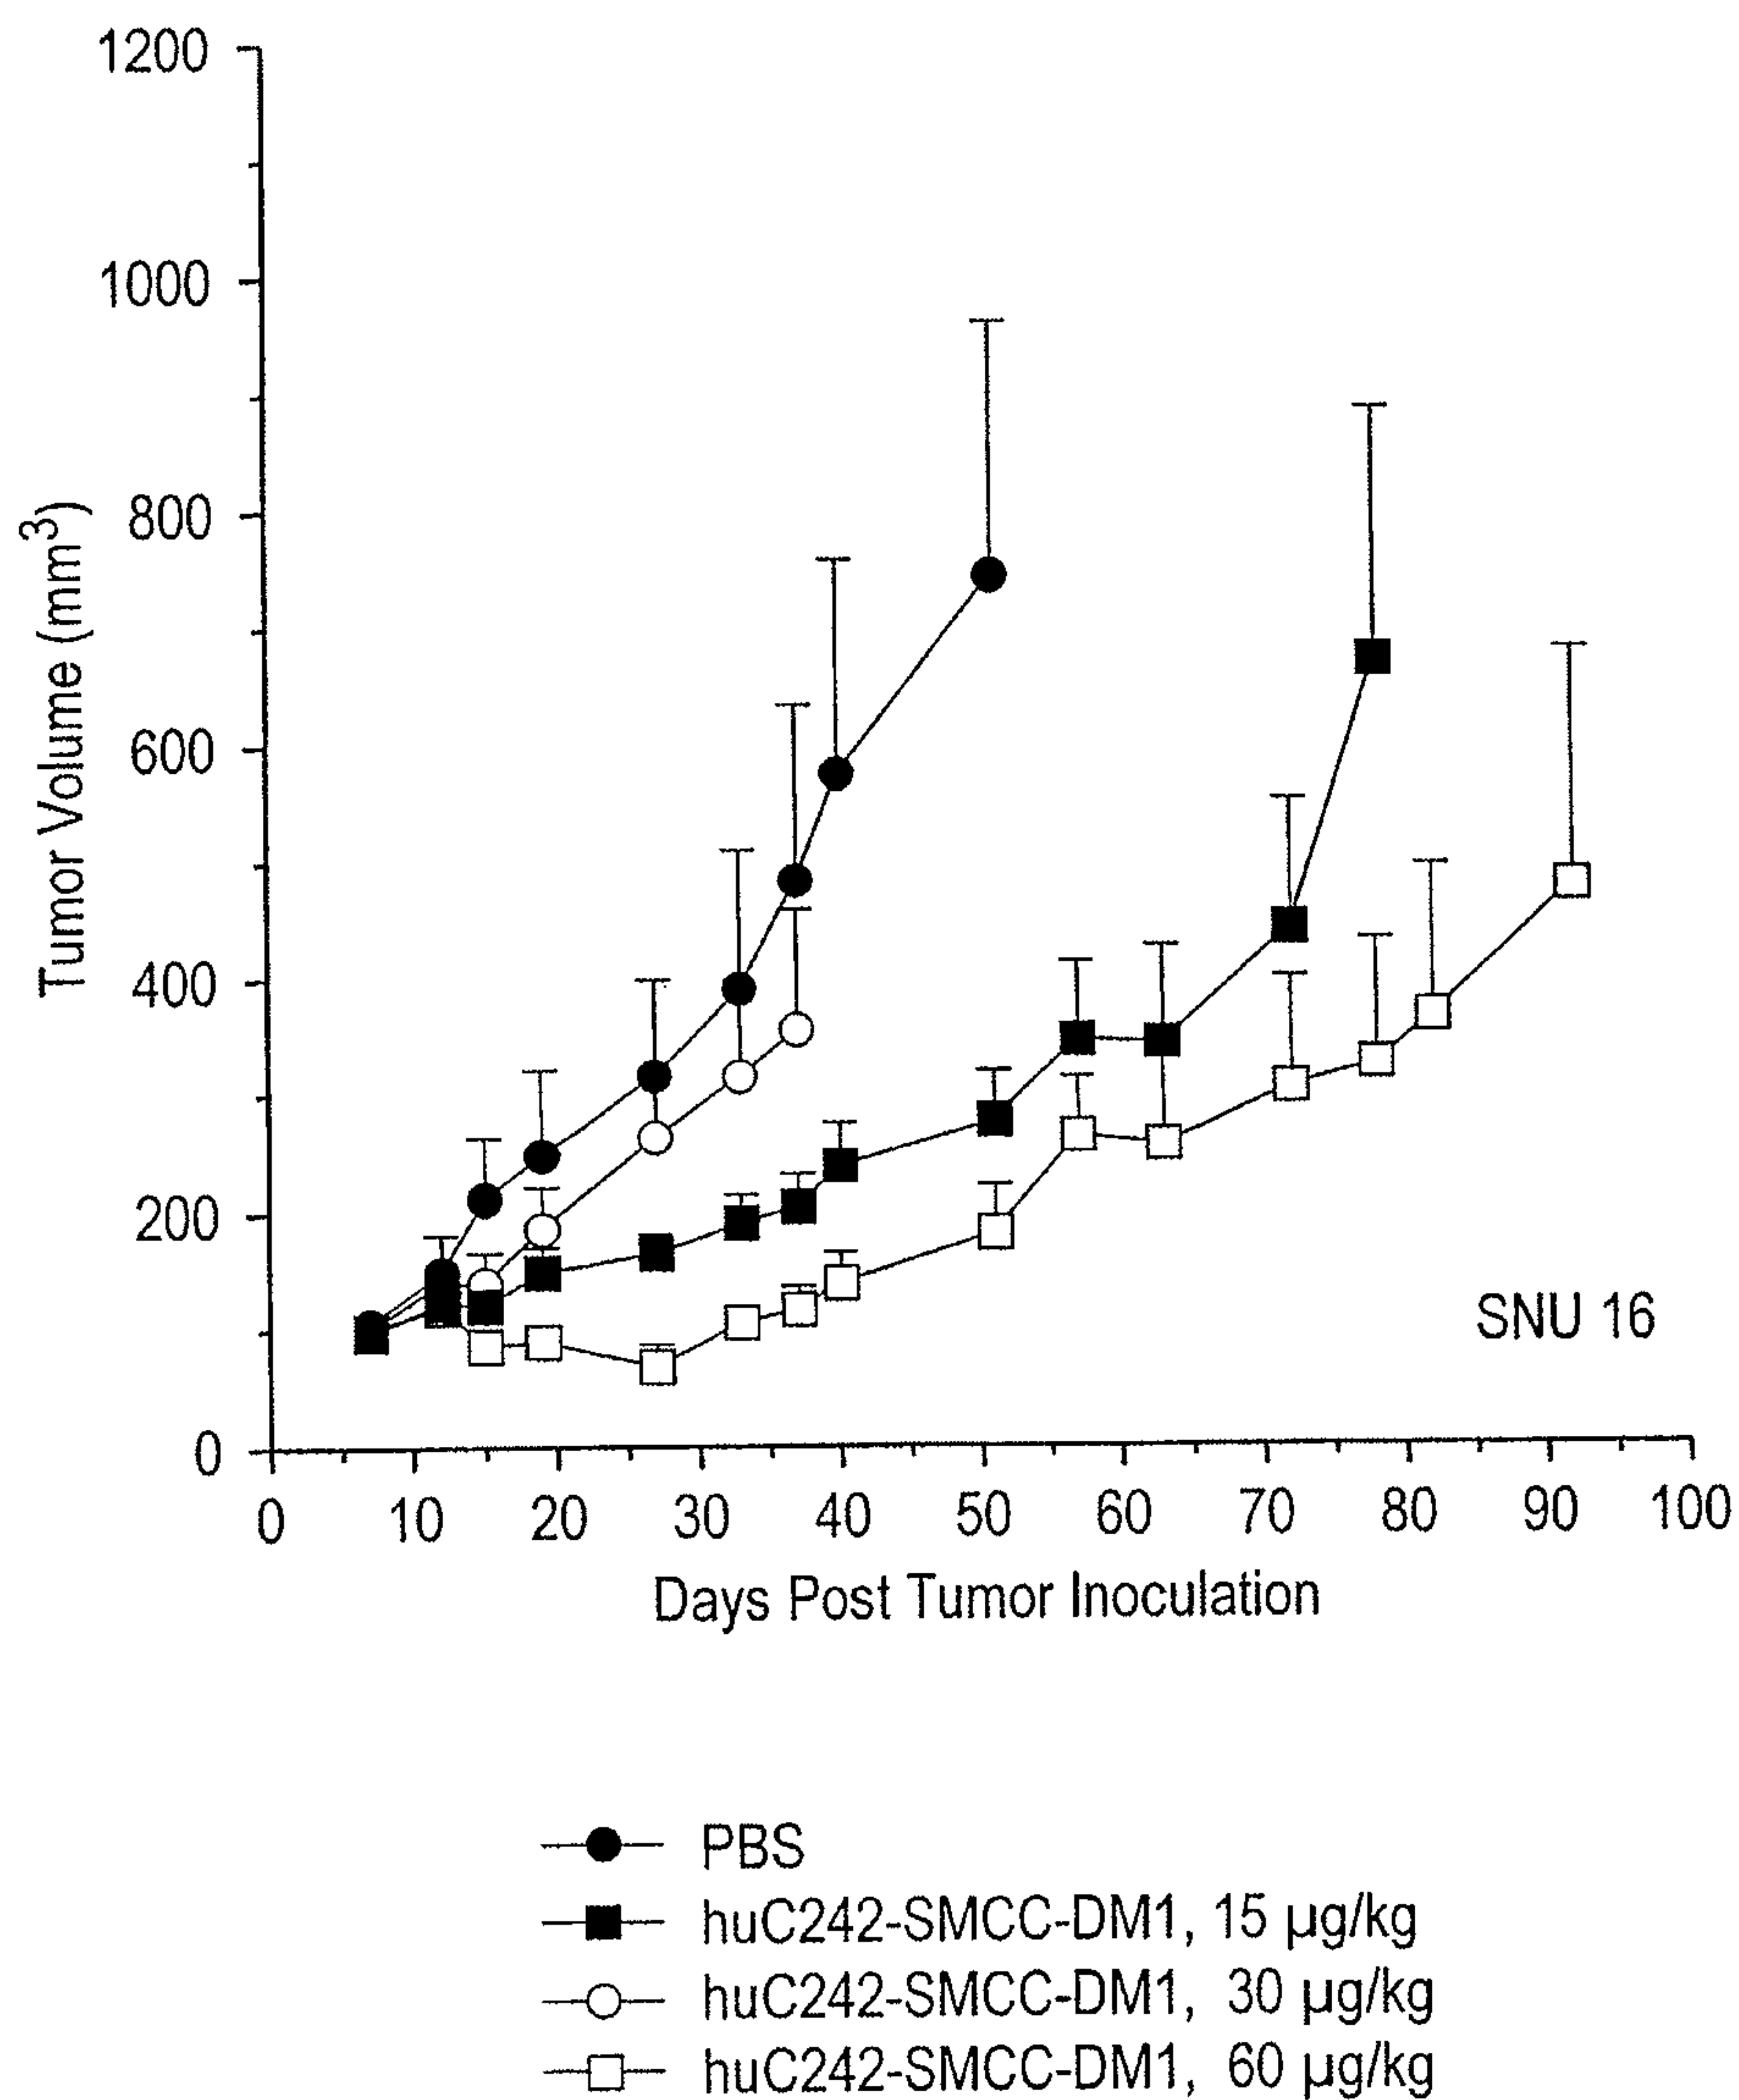 1200
1000
800
600
400
200
0
Tumor Volume (mm³)
0 10 20 30 40 50 60 70 80 90 100
Days Post Tumor Inoculation
SNU 16
PBS
huC242-SMCC-DM1, 15 µg/kg
huC242-SMCC-DM1, 30 µg/kg
huC242-SMCC-DM1, 60 µg/kg